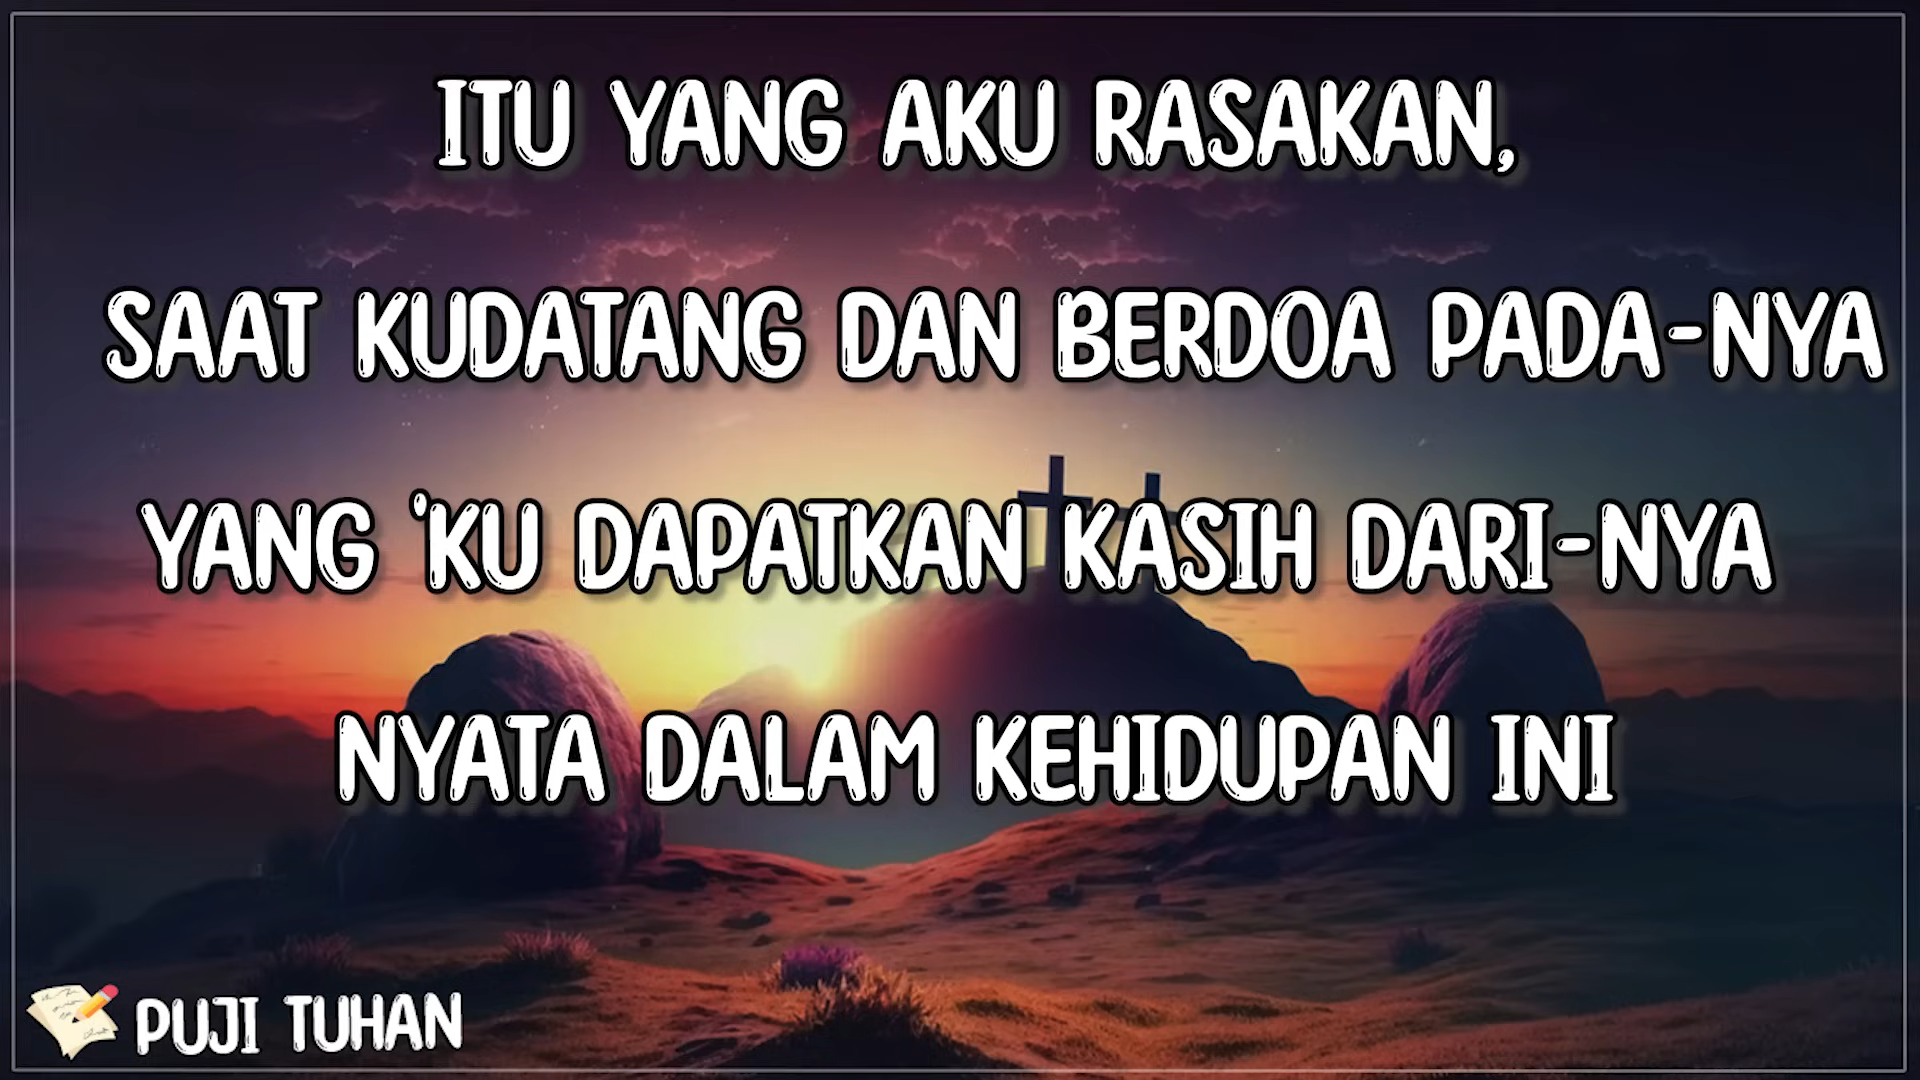 ITU YANG AKU RASAKAN,
SAAT KUDATANG DAN BERDOA PADA-NYA
YANG 'KU DAPATKAN KASIH DARI-NYA
NYATA DALAM KEHIDUPAN INI
PUJI TUHAN